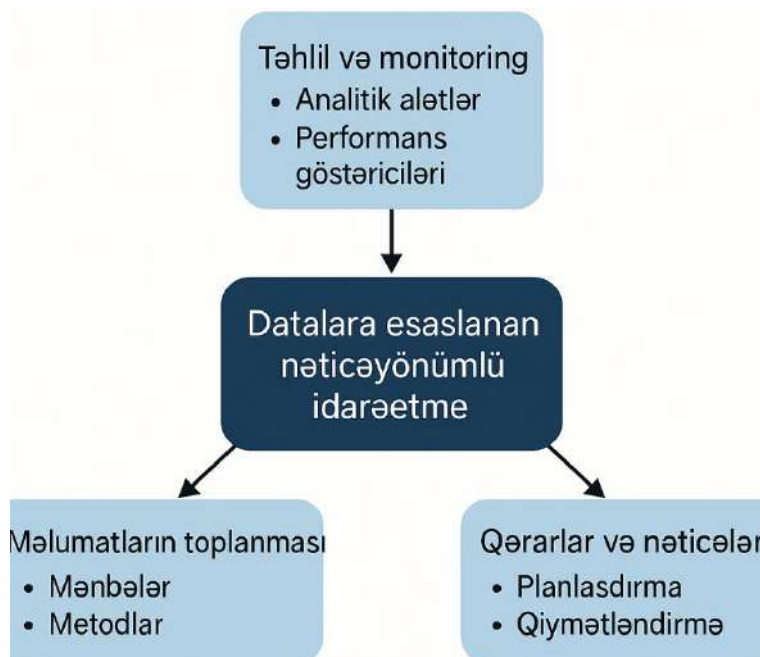 Təhlil və monitoring
• Analitik alətlər
• Performans
göstəriciləri
Datalara esaslanan
nəticəyönümlü
idarəetme
Məlumatların toplanması
• Mənbələr
• Metodlar
Qərarlar və nəticələr
• Planlasdırma
• Qiymətləndirmə